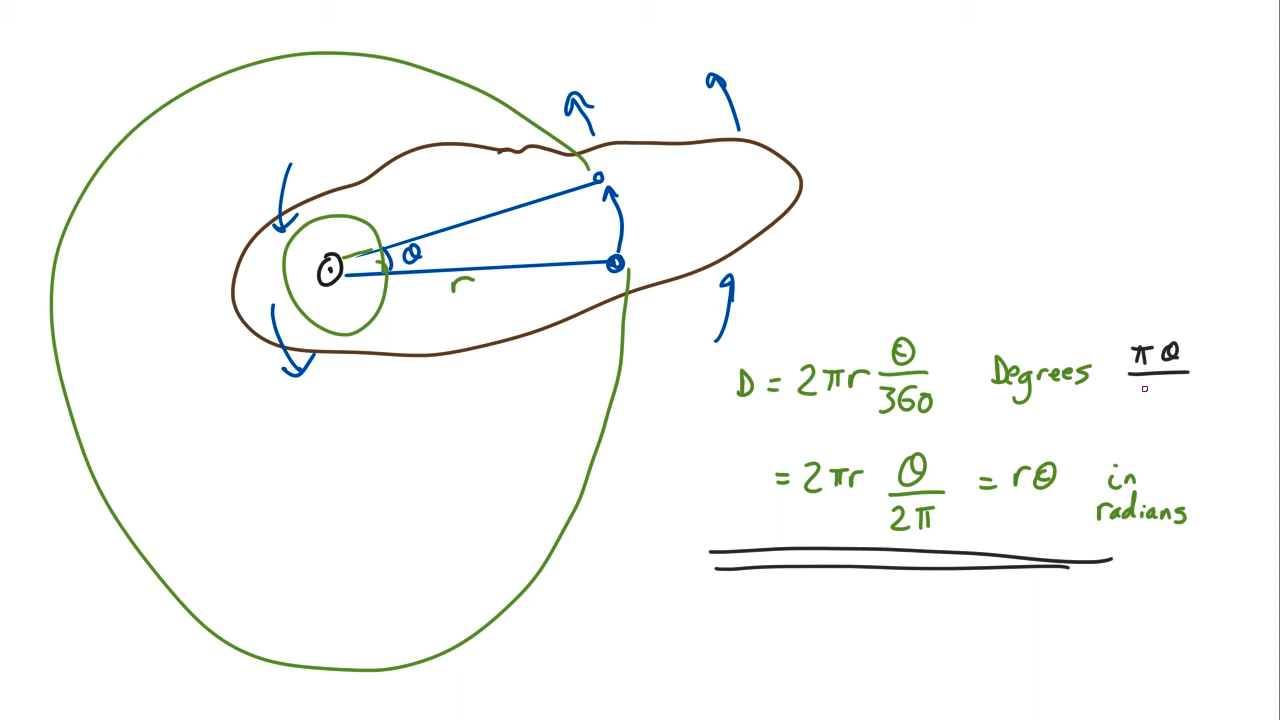 θ
r
D = 2πr θ/360 Degrees πθ/
= 2πr θ/2π = rθ in radians